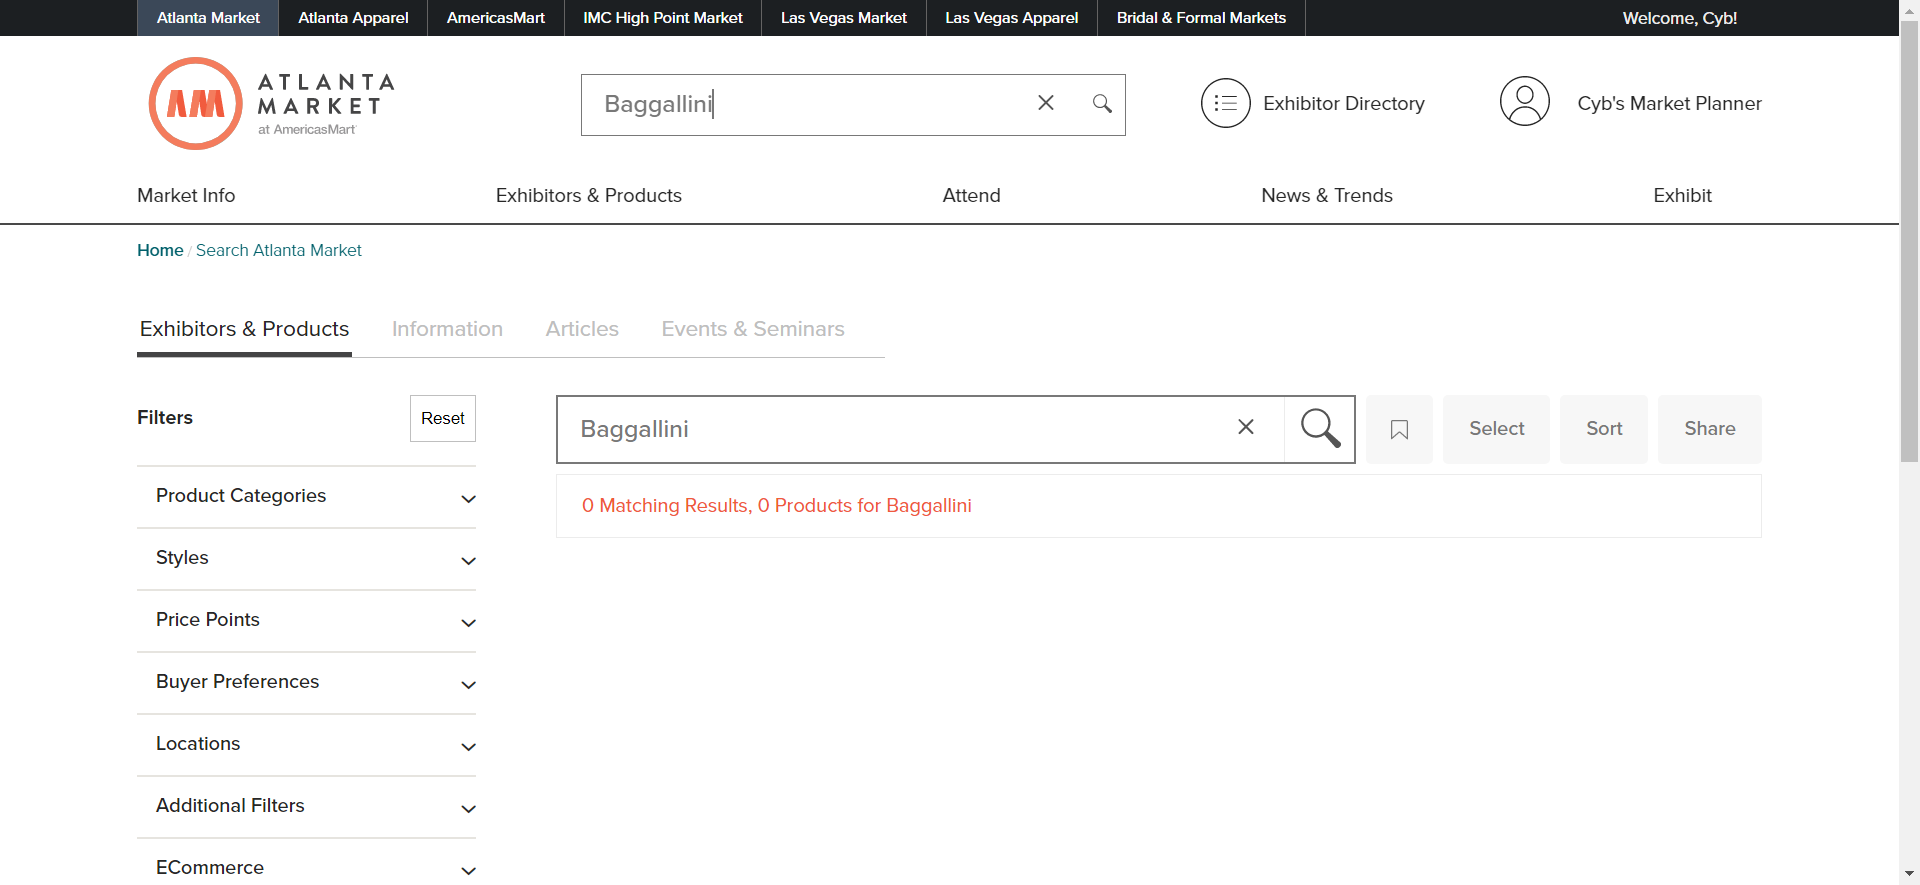 Atlanta Market Atlanta Apparel AmericasMart IMC High Point Market Las Vegas Market Las Vegas Apparel Bridal & Formal Markets Welcome, Cyb!
AM
ATLANTA
MARKET
at AmericasMart
Baggallini
Exhibitor Directory
Cyb's Market Planner
Market Info Exhibitors & Products Attend News & Trends Exhibit
Home / Search Atlanta Market
Exhibitors & Products Information Articles Events & Seminars
Filters
Reset
Baggallini
Select Sort Share
0 Matching Results, 0 Products for Baggallini
Product Categories
Styles
Price Points
Buyer Preferences
Locations
Additional Filters
ECommerce